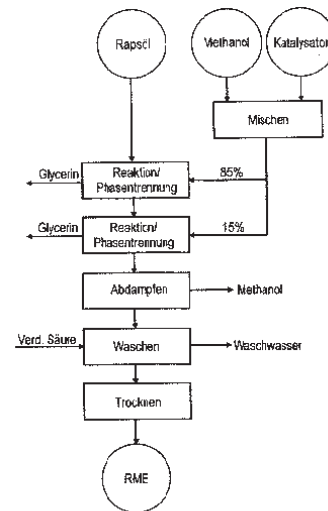 Rapsöl
Methanol
Katalysator
Mischen
Glycerin
Reaktion/
Phasentrennung
85%
Glycerin
Reaktion/
Phasentrennung
15%
Abdampfen
Methanol
Verd. Säure
Waschen
Waschwasser
Trocknen
RME